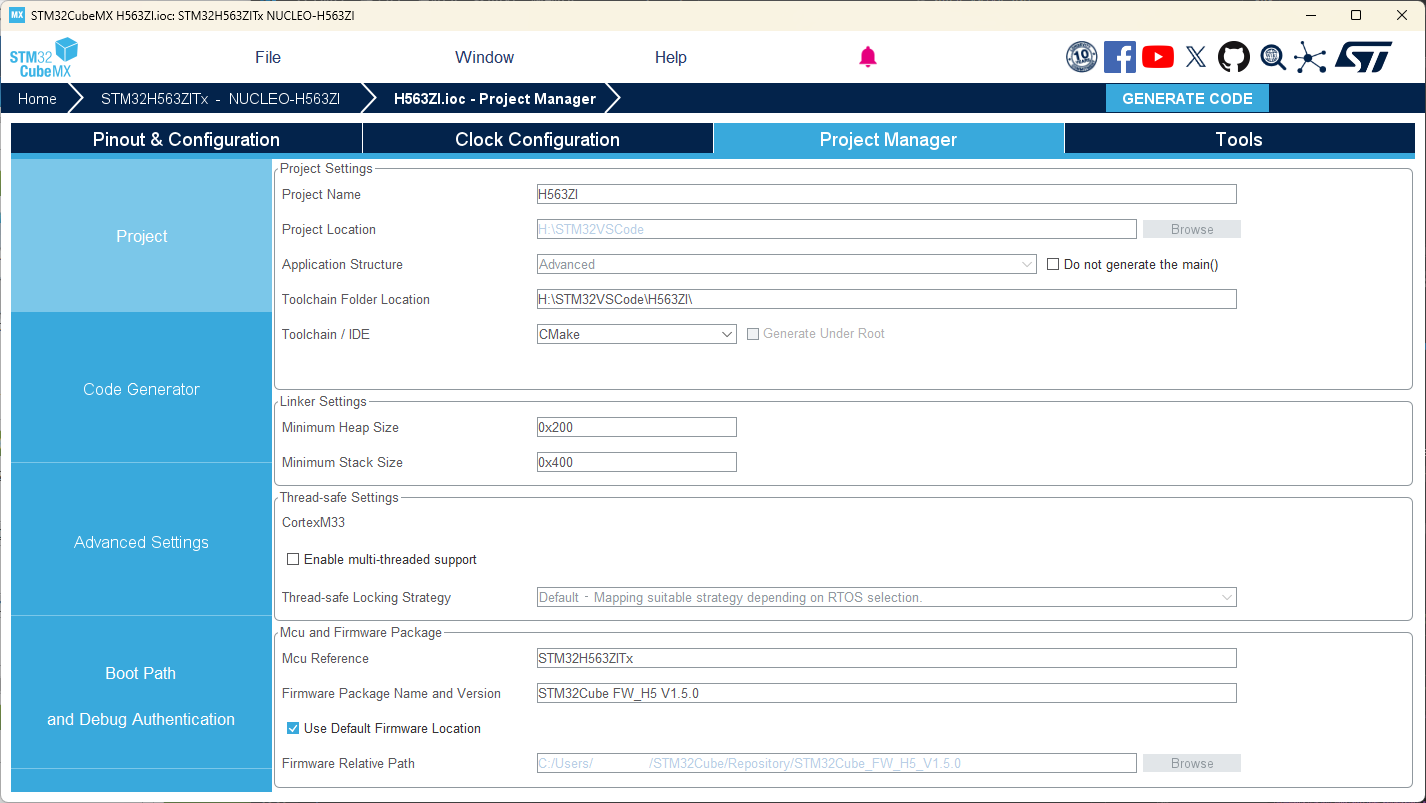 MX STM32CubeMX H563ZI.ioc: STM32H563ZITx NUCLEO-H563ZI
STM32
CubeMX
File
Window
Help
10
ST
Home
STM32H563ZITx - NUCLEO-H563ZI
H563ZI.ioc - Project Manager
GENERATE CODE
Pinout & Configuration
Clock Configuration
Project Manager
Tools
Project
Code Generator
Advanced Settings
Boot Path
and Debug Authentication
Project Settings
Project Name
H563ZI
Project Location
H:\STM32VSCode
Browse
Application Structure
Advanced
Do not generate the main()
Toolchain Folder Location
H:\STM32VSCode\H563ZI\
Toolchain / IDE
CMake
Generate Under Root
Linker Settings
Minimum Heap Size
0x200
Minimum Stack Size
0x400
Thread-safe Settings
CortexM33
Enable multi-threaded support
Thread-safe Locking Strategy
Default - Mapping suitable strategy depending on RTOS selection.
Mcu and Firmware Package
Mcu Reference
STM32H563ZITx
Firmware Package Name and Version
STM32Cube FW_H5 V1.5.0
Use Default Firmware Location
Firmware Relative Path
C:/Users/ /STM32Cube/Repository/STM32Cube_FW_H5_V1.5.0
Browse